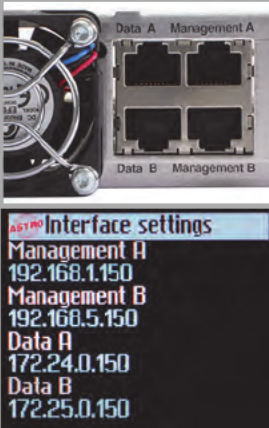 Data A Management A
Data B Management B
ASTRO Interface settings
Management A
192.168.1.150
Management B
192.168.5.150
Data A
172.24.0.150
Data B
172.25.0.150